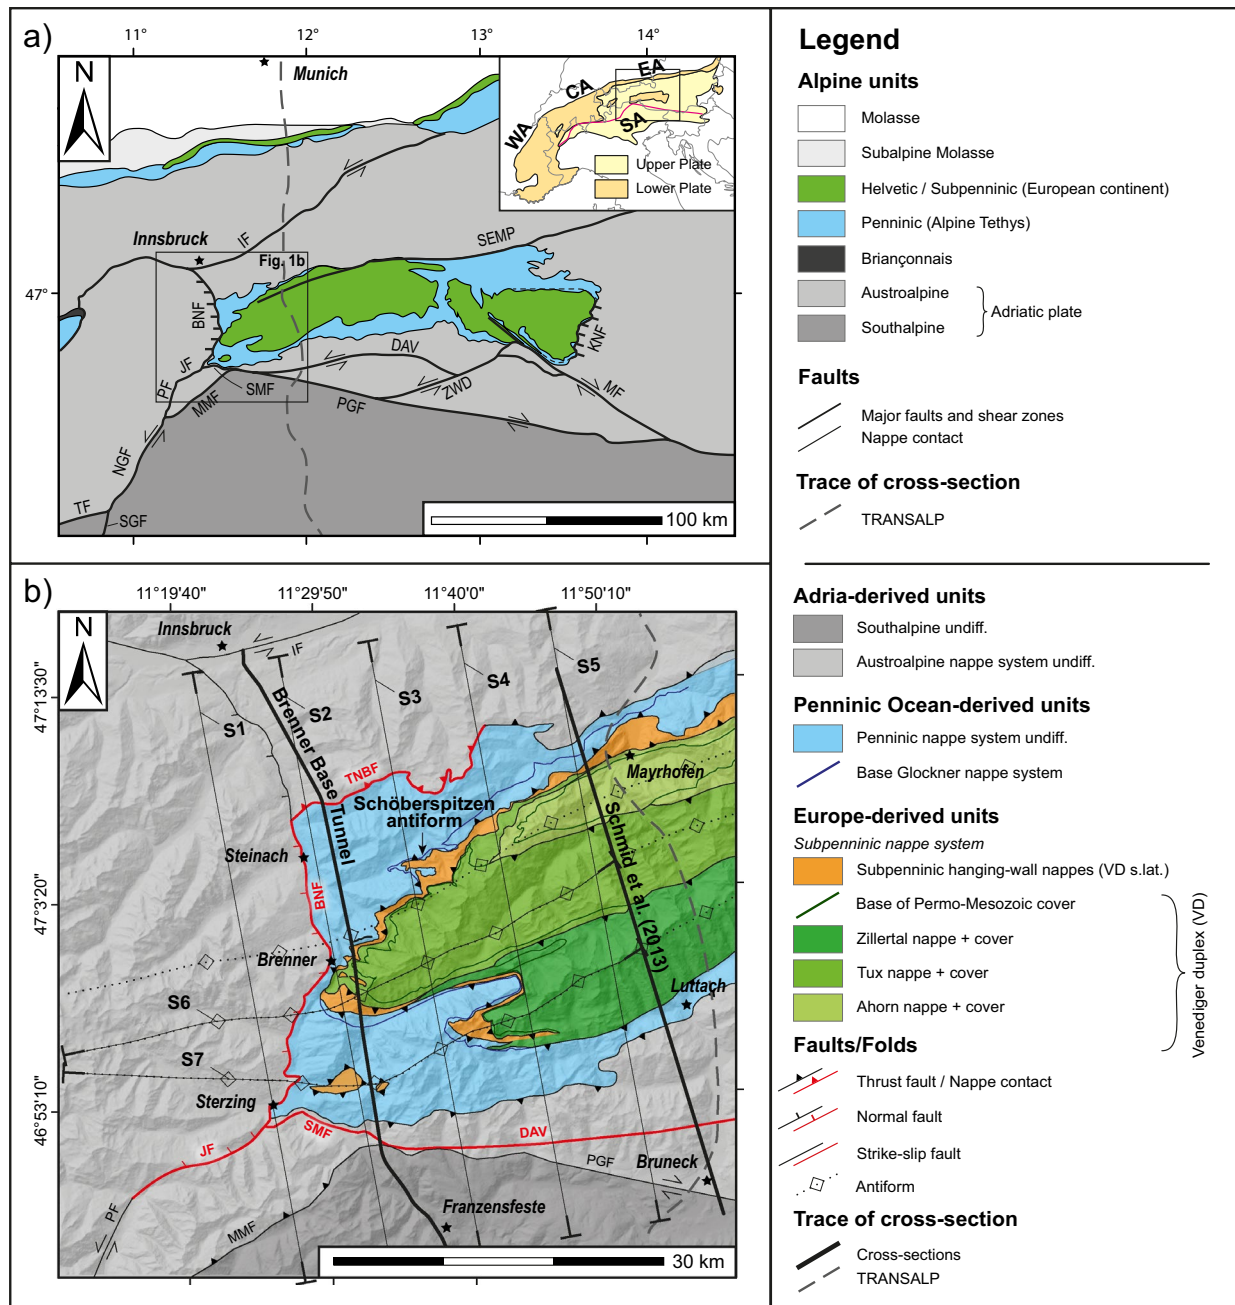 a)
11°
12°
13°
14°
N
Munich
EA
CA
WA
SA
Upper Plate
Lower Plate
Innsbruck
IF
SEMP
Fig. 1b
47°
BNF
KNF
DAV
JF
SMF
PF
MMF
ZWD
MF
PGF
NGF
TF
SGF
100 km
Legend
Alpine units
Molasse
Subalpine Molasse
Helvetic / Subpenninic (European continent)
Penninic (Alpine Tethys)
Briançonnais
Austroalpine
Adriatic plate
Southalpine
Faults
Major faults and shear zones
Nappe contact
Trace of cross-section
TRANSALP
b)
11°19'40"
11°29'50"
11°40'0"
11°50'10"
N
Innsbruck
IF
S1
S2
S3
S4
S5
47°13'30"
Brenner Base Tunnel
TNBF
Mayrhofen
Schöberspitzen
antiform
Steinach
BNF
Schmid et al. (2013)
47°3'20"
Brenner
Luttach
S6
S7
Sterzing
46°53'10"
SMF
DAV
JF
PGF
Bruneck
PF
MMF
Franzensfeste
30 km
Adria-derived units
Southalpine undiff.
Austroalpine nappe system undiff.
Penninic Ocean-derived units
Penninic nappe system undiff.
Base Glockner nappe system
Europe-derived units
Subpenninic nappe system
Subpenninic hanging-wall nappes (VD s.lat.)
Base of Permo-Mesozoic cover
Zillertal nappe + cover
Tux nappe + cover
Ahorn nappe + cover
Venediger duplex (VD)
Faults/Folds
Thrust fault / Nappe contact
Normal fault
Strike-slip fault
Antiform
Trace of cross-section
Cross-sections
TRANSALP